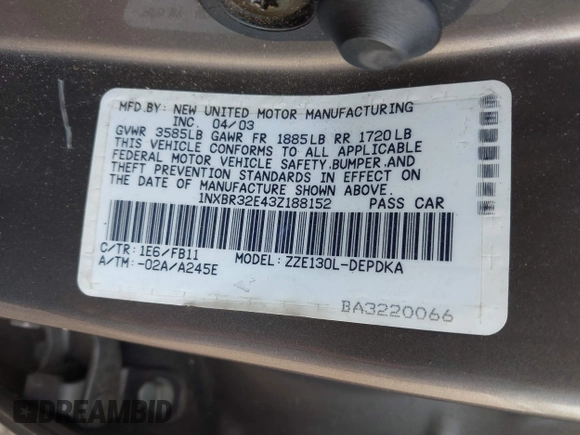 MFD.BY: NEW UNITED MOTOR MANUFACTURING
INC. 04/03
GVWR 3585LB GAWR FR 1885LB RR 1720LB
THIS VEHICLE CONFORMS TO ALL APPLICABLE
FEDERAL MOTOR VEHICLE SAFETY,BUMPER,AND
THEFT PREVENTION STANDARDS IN EFFECT ON
THE DATE OF MANUFACTURE SHOWN ABOVE.
1NXBR32E43Z188152 PASS CAR
C/TR: 1E6/FB11 MODEL: ZZE130L-DEPDKA
A/TM: -02A/A245E
BA3220066
DREAMBID